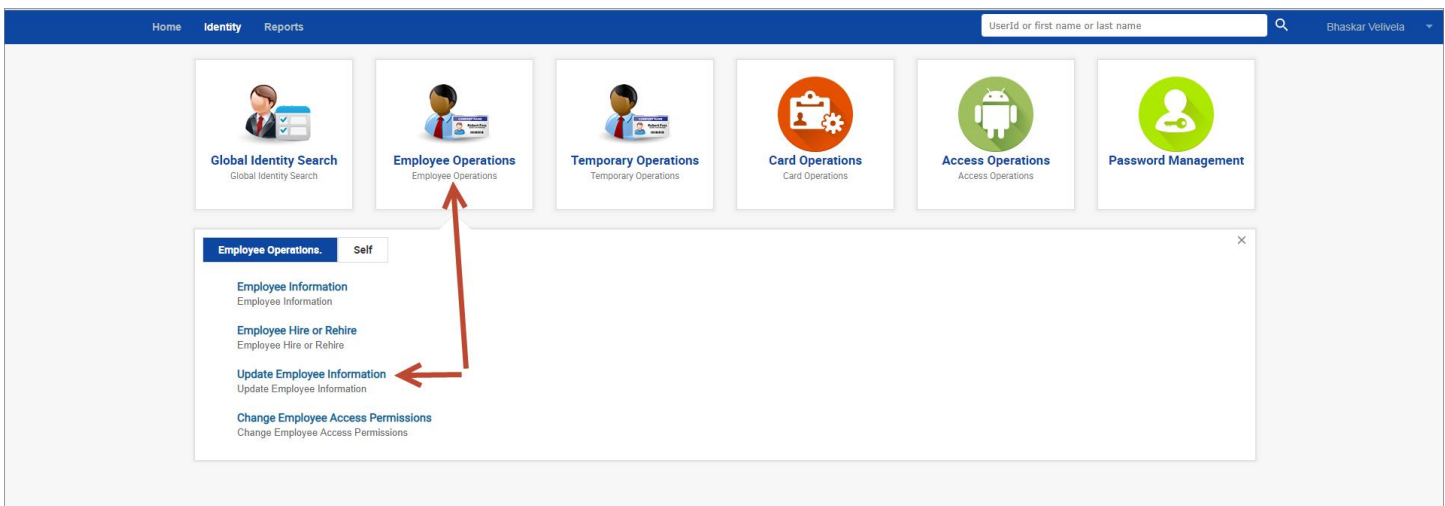 Home Identity Reports UserId or first name or last name Bhaskar Velivela
Global Identity Search
Global Identity Search
Employee Operations
Employee Operations
Temporary Operations
Temporary Operations
Card Operations
Card Operations
Access Operations
Access Operations
Password Management
Employee Operations. Self
Employee Information
Employee Information
Employee Hire or Rehire
Employee Hire or Rehire
Update Employee Information
Update Employee Information
Change Employee Access Permissions
Change Employee Access Permissions